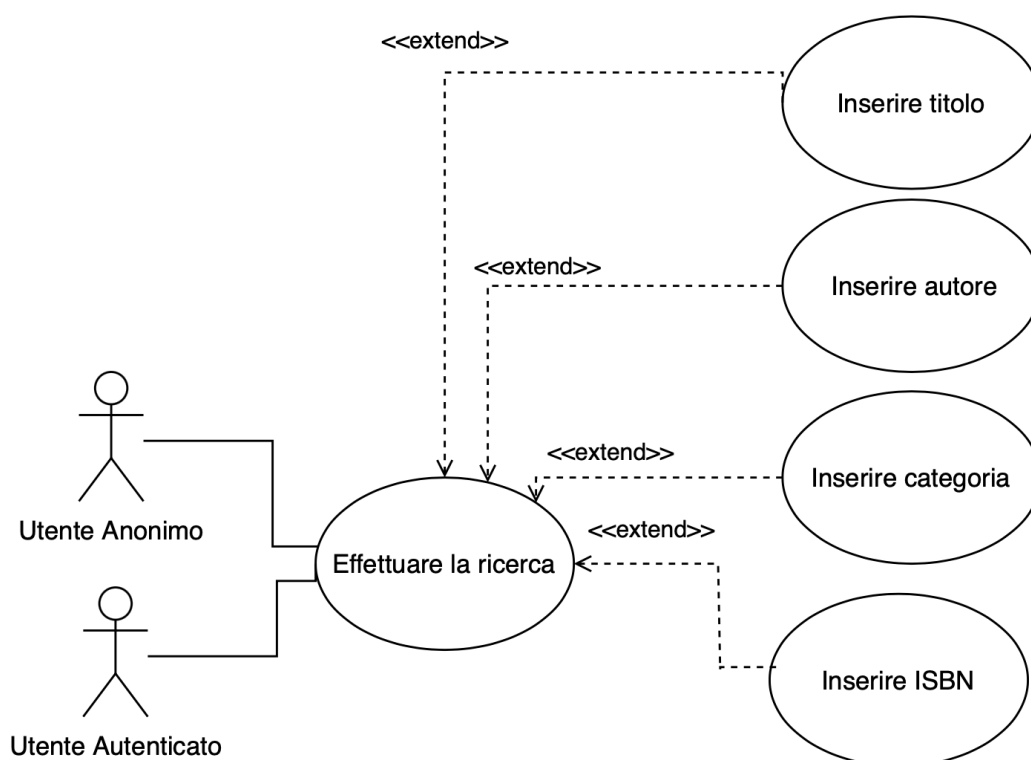 <<extend>>
Inserire titolo
<<extend>>
Inserire autore
<<extend>>
Inserire categoria
Utente Anonimo
<<extend>>
Effettuare la ricerca
Inserire ISBN
Utente Autenticato